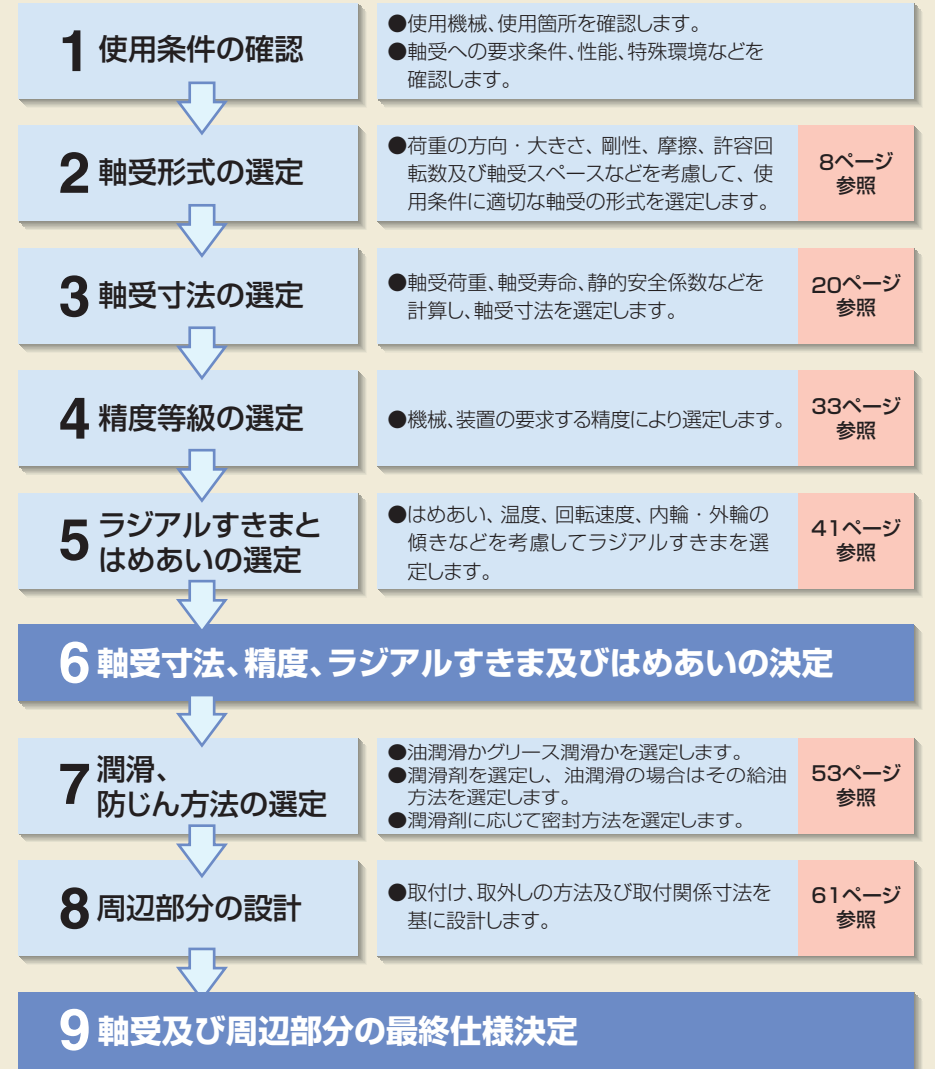 1 使用条件の確認
●使用機械、使用箇所を確認します。
●軸受への要求条件、性能、特殊環境などを
確認します。
2 軸受形式の選定
●荷重の方向・大きさ、剛性、摩擦、許容回
転数及び軸受スペースなどを考慮して、使
用条件に適切な軸受の形式を選定します。
8ページ
参照
3 軸受寸法の選定
●軸受荷重、軸受寿命、静的安全係数などを
計算し、軸受寸法を選定します。
20ページ
参照
4 精度等級の選定
●機械、装置の要求する精度により選定します。
33ページ
参照
5 ラジアルすきまと
はめあいの選定
●はめあい、温度、回転速度、内輪・外輪の
傾きなどを考慮してラジアルすきまを選
定します。
41ページ
参照
6 軸受寸法、精度、ラジアルすきま及びはめあいの決定
7 潤滑、
防じん方法の選定
●油潤滑かグリース潤滑かを選定します。
●潤滑剤を選定し、油潤滑の場合はその給油
方法を選定します。
●潤滑剤に応じて密封方法を選定します。
53ページ
参照
8 周辺部分の設計
●取付け、取外しの方法及び取付関係寸法を
基に設計します。
61ページ
参照
9 軸受及び周辺部分の最終仕様決定